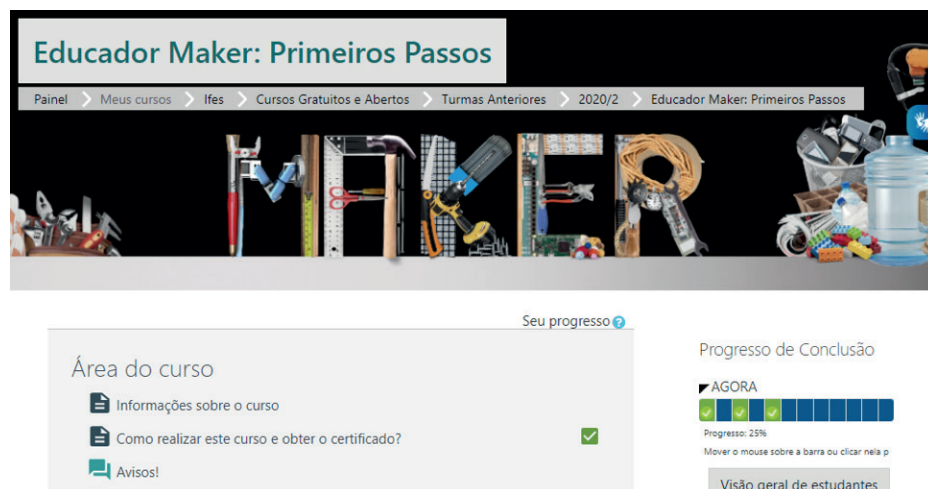 Educador Maker: Primeiros Passos
Painel Meus cursos Ifes Cursos Gratuitos e Abertos Turmas Anteriores 2020/2 Educador Maker: Primeiros Passos
MAKER
Seu progresso
Área do curso
Informações sobre o curso
Como realizar este curso e obter o certificado?
Avisos!
Progresso de Conclusão
AGORA
Progresso: 25%
Mover o mouse sobre a barra ou clicar nela p
Visão geral de estudantes